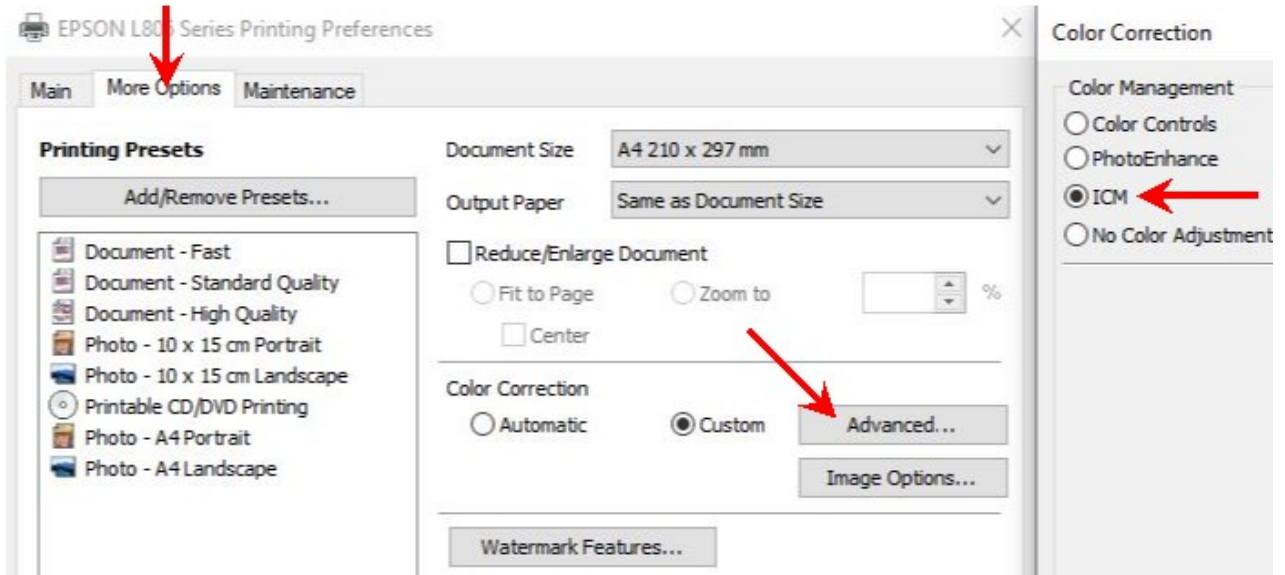 EPSON L805 Series Printing Preferences
Main More Options Maintenance
Printing Presets
Add/Remove Presets...
Document - Fast
Document - Standard Quality
Document - High Quality
Photo - 10 x 15 cm Portrait
Photo - 10 x 15 cm Landscape
Printable CD/DVD Printing
Photo - A4 Portrait
Photo - A4 Landscape
Document Size A4 210 x 297 mm
Output Paper Same as Document Size
Reduce/Enlarge Document
Fit to Page Zoom to %
Center
Color Correction
Automatic Custom Advanced...
Image Options...
Watermark Features...
Color Correction
Color Management
Color Controls
PhotoEnhance
ICM
No Color Adjustment